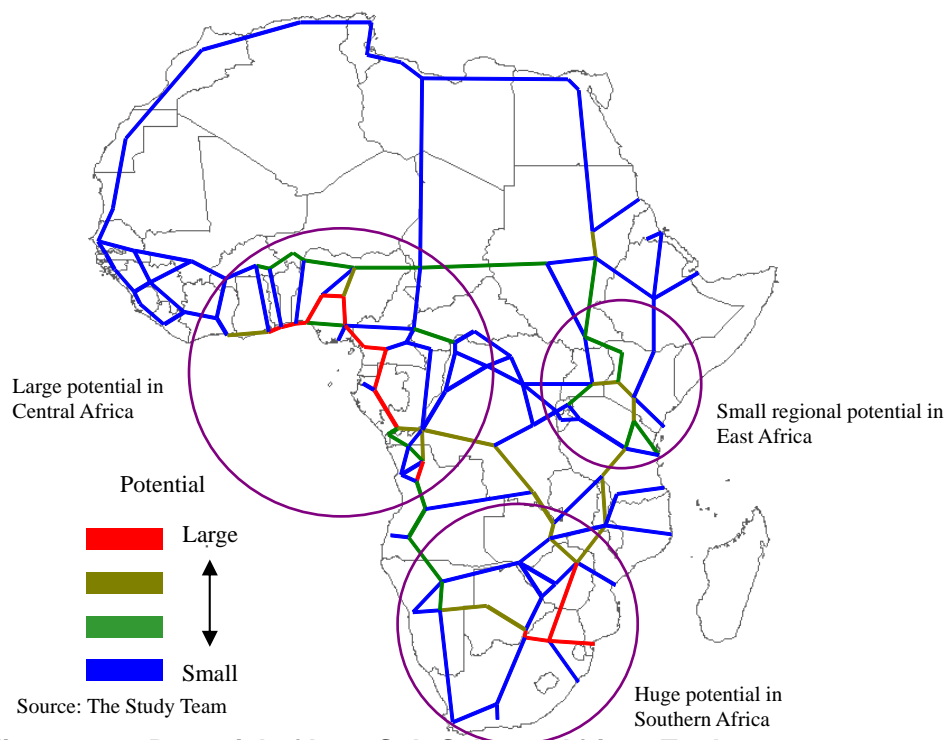 Large potential in
Central Africa
Small regional potential in
East Africa
Potential
Large
Small
Source: The Study Team
Huge potential in
Southern Africa